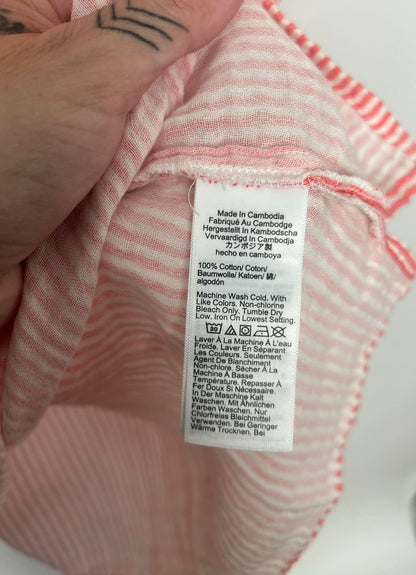 Made In Cambodia
Fabriqué Au Cambodge
Hergestellt In Kambodscha
Vervaardigd In Cambodja
カンボジア製
hecho en camboya
100% Cotton/ Coton/
Baumwolle/ Katoen/ 綿/
algodón
Machine Wash Cold. With
Like Colors. Non-chlorine
Bleach Only. Tumble Dry
Low. Iron On Lowest Setting.
30
Laver À La Machine À L'eau
Froide. Laver En Séparant
Les Couleurs. Seulement
Agent De Blanchiment
Non-chlore. Sécher À La
Machine À Basse
Température. Repasser À
Fer Doux Si Nécessaire.
In Der Maschine Kalt
Waschen. Mit Ähnlichen
Farben Waschen. Nur
Chlorfreies Bleichmittel
Verwenden. Bei Geringer
Wärme Trocknen. Bei